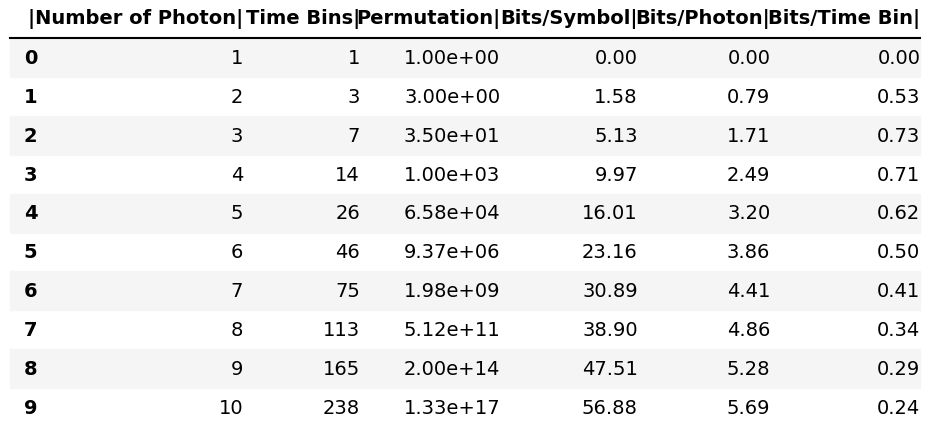 |Number of Photon| Time Bins|Permutation|Bits/Symbol|Bits/Photon|Bits/Time Bin|
0 1 1 1.00e+00 0.00 0.00 0.00
1 2 3 3.00e+00 1.58 0.79 0.53
2 3 7 3.50e+01 5.13 1.71 0.73
3 4 14 1.00e+03 9.97 2.49 0.71
4 5 26 6.58e+04 16.01 3.20 0.62
5 6 46 9.37e+06 23.16 3.86 0.50
6 7 75 1.98e+09 30.89 4.41 0.41
7 8 113 5.12e+11 38.90 4.86 0.34
8 9 165 2.00e+14 47.51 5.28 0.29
9 10 238 1.33e+17 56.88 5.69 0.24